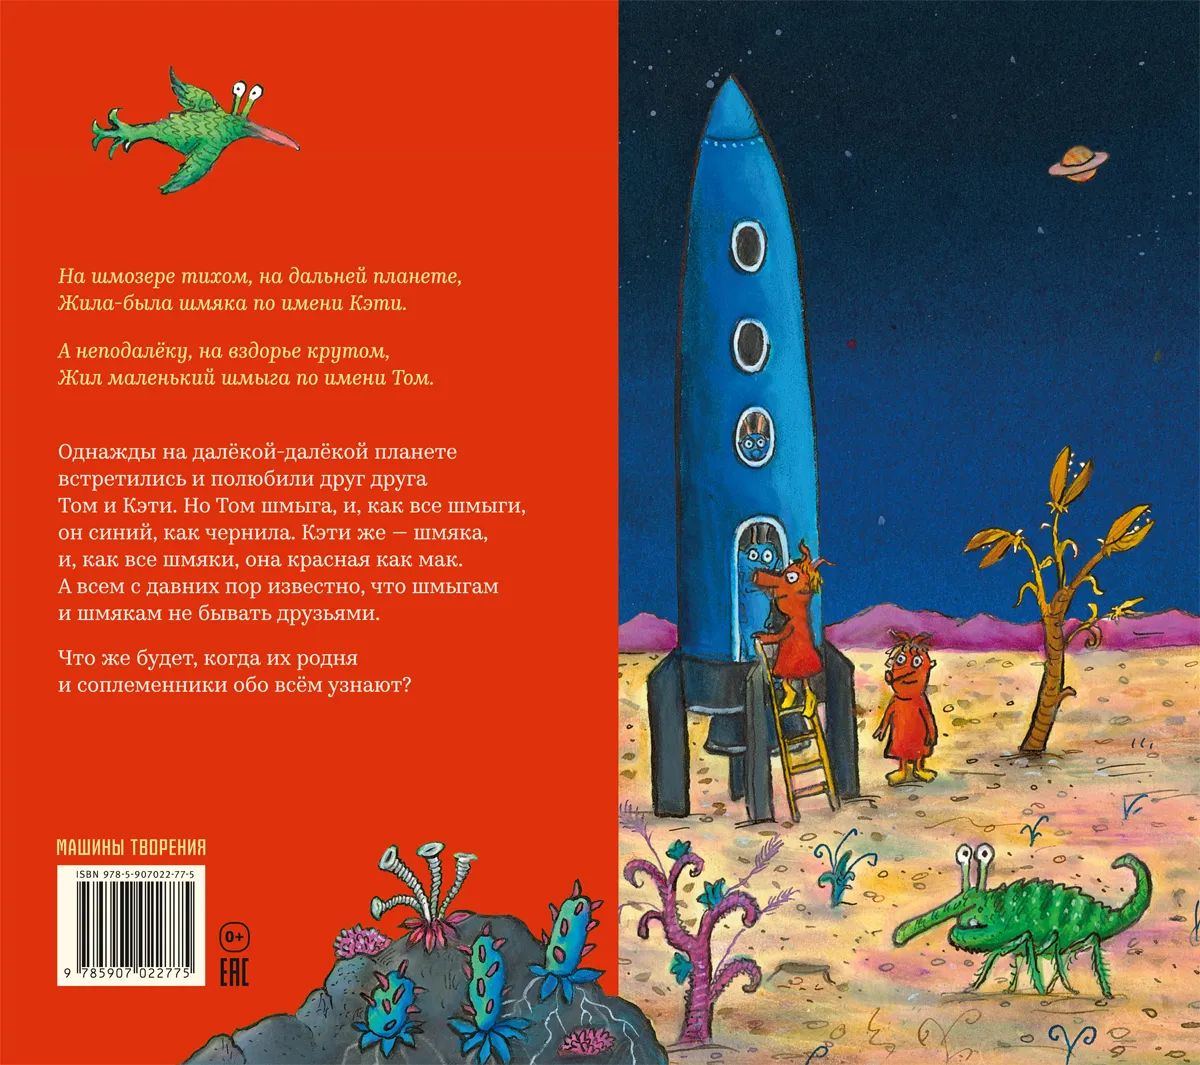 На шмозере тихом, на дальней планете,
Жила-была шмяка по имени Кэти.
А неподалёку, на вздорье крутом,
Жил маленький шмыга по имени Том.
Однажды на далёкой-далёкой планете
встретились и полюбили друг друга
Том и Кэти. Но Том шмыга, и, как все шмыги,
он синий, как чернила. Кэти же — шмяка,
и, как все шмяки, она красная как мак.
А всем с давних пор известно, что шмыгам
и шмякам не бывать друзьями.
Что же будет, когда их родня
и соплеменники обо всём узнают?
МАШИНЫ ТВОРЕНИЯ
ISBN 978-5-907022-77-5
9 785907 022775
0+
ЕАС